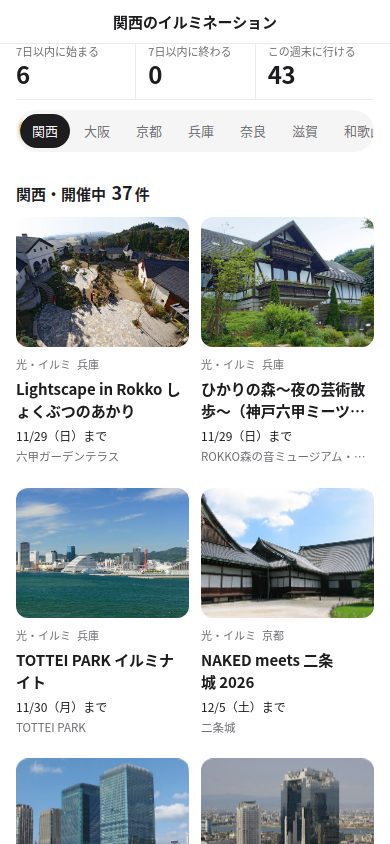 関西のイルミネーション
7日以内に始まる
7日以内に終わる
この週末に行ける
6
0
43
関西
大阪
京都
兵庫
奈良
滋賀
和歌
関西・開催中 37件
光・イルミ 兵庫
Lightscape in Rokko し
ょくぶつのあかり
11/29（日）まで
六甲ガーデンテラス
光・イルミ 兵庫
ひかりの森〜夜の芸術散
歩〜（神戸六甲ミーツ…
11/29（日）まで
ROKKO森の音ミュージアム・…
光・イルミ 兵庫
TOTTEI PARK イルミナ
イト
11/30（月）まで
TOTTEI PARK
光・イルミ 京都
NAKED meets 二条
城 2026
12/5（土）まで
二条城